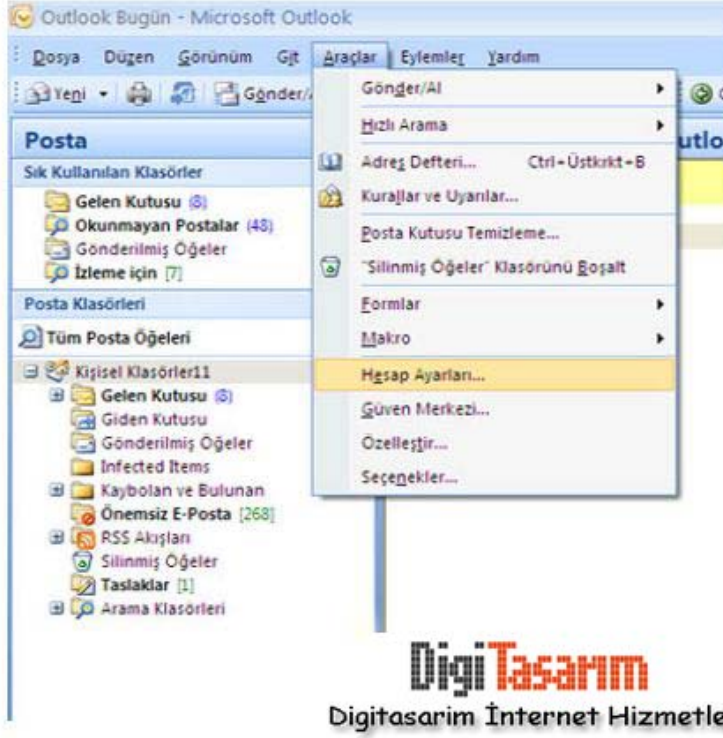 Outlook Bugün - Microsoft Outlook
Dosya Düzen Görünüm Git Araçlar Eylemler Yardım
Yeni Gönder/
Posta
Sık Kullanılan Klasörler
Gelen Kutusu (8)
Okunmayan Postalar (48)
Gönderilmiş Öğeler
İzleme için [7]
Posta Klasörleri
Tüm Posta Öğeleri
Kişisel Klasörler11
Gelen Kutusu (8)
Giden Kutusu
Gönderilmiş Öğeler
Infected Items
Kaybolan ve Bulunan
Önemsiz E-Posta [268]
RSS Akışları
Silinmiş Öğeler
Taslaklar [1]
Arama Klasörleri
Gönder/Al
Hızlı Arama
Adres Defteri... Ctrl+Üstkrkt+B
Kurallar ve Uyarılar...
Posta Kutusu Temizleme...
"Silinmiş Öğeler" Klasörünü Boşalt
Formlar
Makro
Hesap Ayarları...
Güven Merkezi...
Özelleştir...
Seçenekler...
utlo
DigiTasarım
Digitasarim İnternet Hizmetle